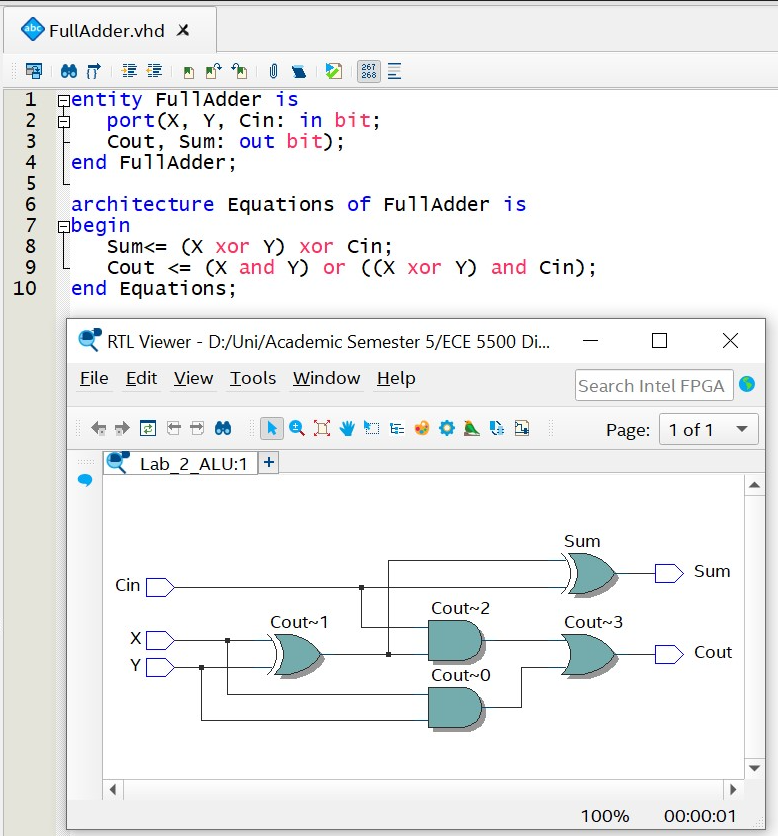 abc FullAdder.vhd
267
268
1 entity FullAdder is
2 port(X, Y, Cin: in bit;
3 Cout, Sum: out bit);
4 end FullAdder;
5
6 architecture Equations of FullAdder is
7 begin
8 Sum<= (X xor Y) xor Cin;
9 Cout <= (X and Y) or ((X xor Y) and Cin);
10 end Equations;
RTL Viewer - D:/Uni/Academic Semester 5/ECE 5500 Di...
File Edit View Tools Window Help
Search Intel FPGA
Page: 1 of 1
Lab_2_ALU:1 +
Sum
Cin Sum
Cout~2
X Cout~1 Cout~3
Y Cout
Cout~0
100% 00:00:01